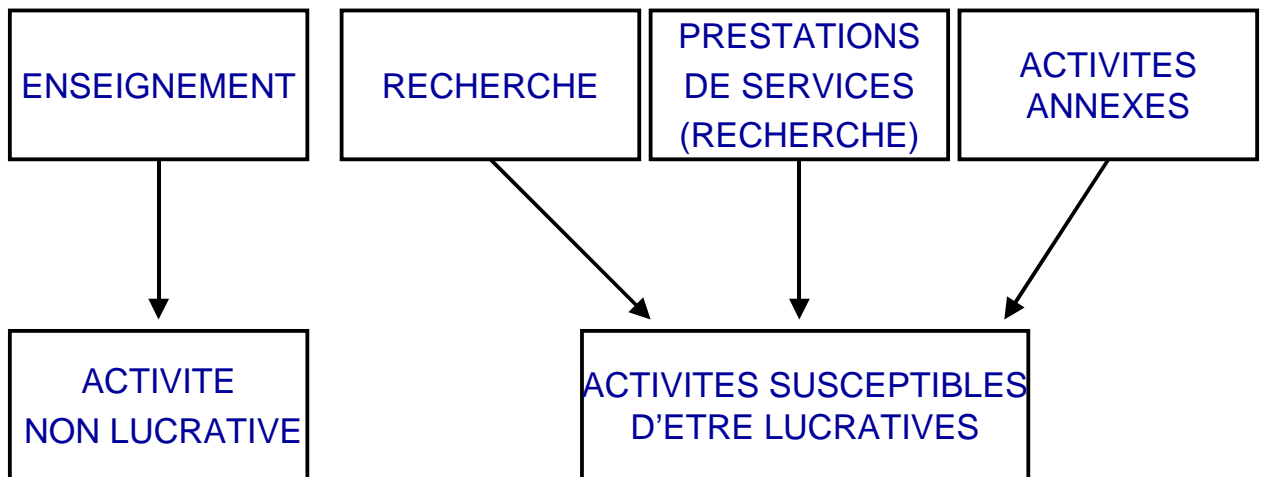 ENSEIGNEMENT
RECHERCHE
PRESTATIONS
DE SERVICES
(RECHERCHE)
ACTIVITES
ANNEXES
ACTIVITE
NON LUCRATIVE
ACTIVITES SUSCEPTIBLES
D'ETRE LUCRATIVES